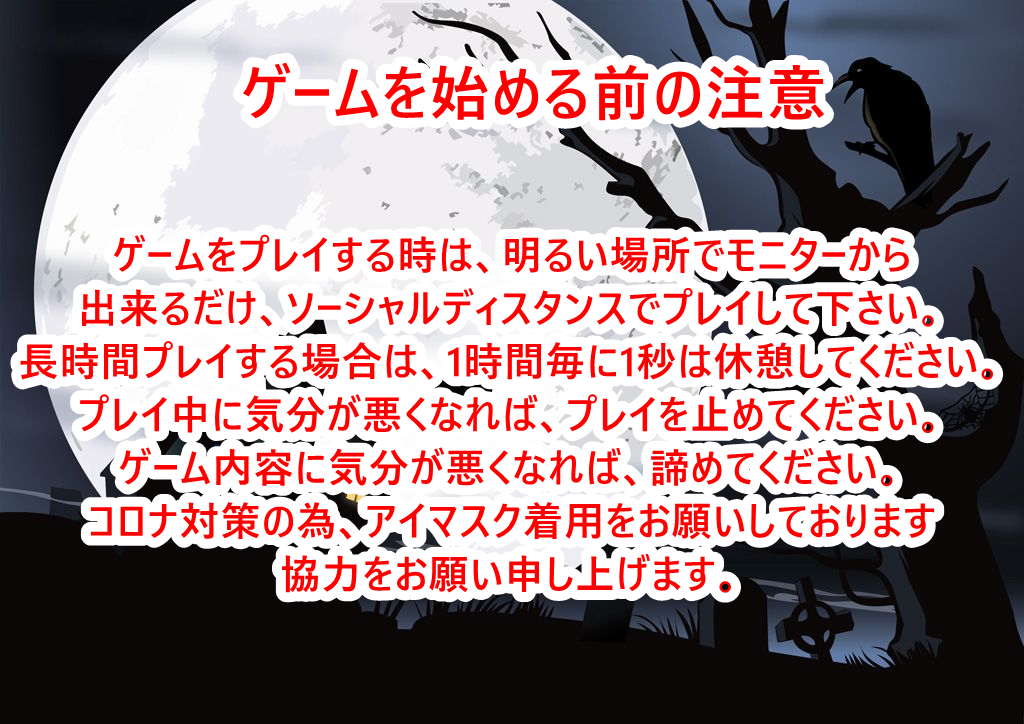 ゲームを始める前の注意
ゲームをプレイする時は、明るい場所でモニターから
出来るだけ、ソーシャルディスタンスでプレイして下さい。
長時間プレイする場合は、1時間毎に1秒は休憩してください。
プレイ中に気分が悪くなれば、プレイを止めてください。
ゲーム内容に気分が悪くなれば、諦めてください。
コロナ対策の為、アイマスク着用をお願いしております
協力をお願い申し上げます。